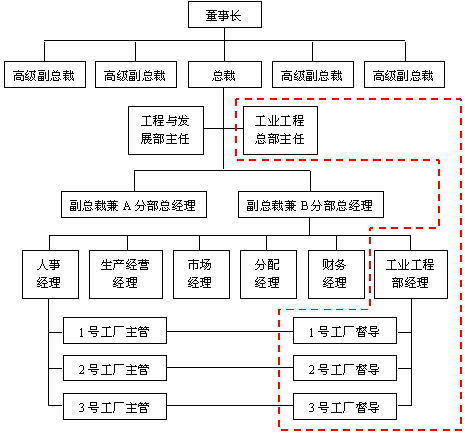 董事长
高级副总裁
高级副总裁
总裁
高级副总裁
高级副总裁
工程与发
展部主任
工业工程
总部主任
副总裁兼A分部总经理
副总裁兼B分部总经理
人事
经理
生产经营
经理
市场
经理
分配
经理
财务
经理
工业工程
部经理
1号工厂主管
1号工厂督导
2号工厂主管
2号工厂督导
3号工厂主管
3号工厂督导